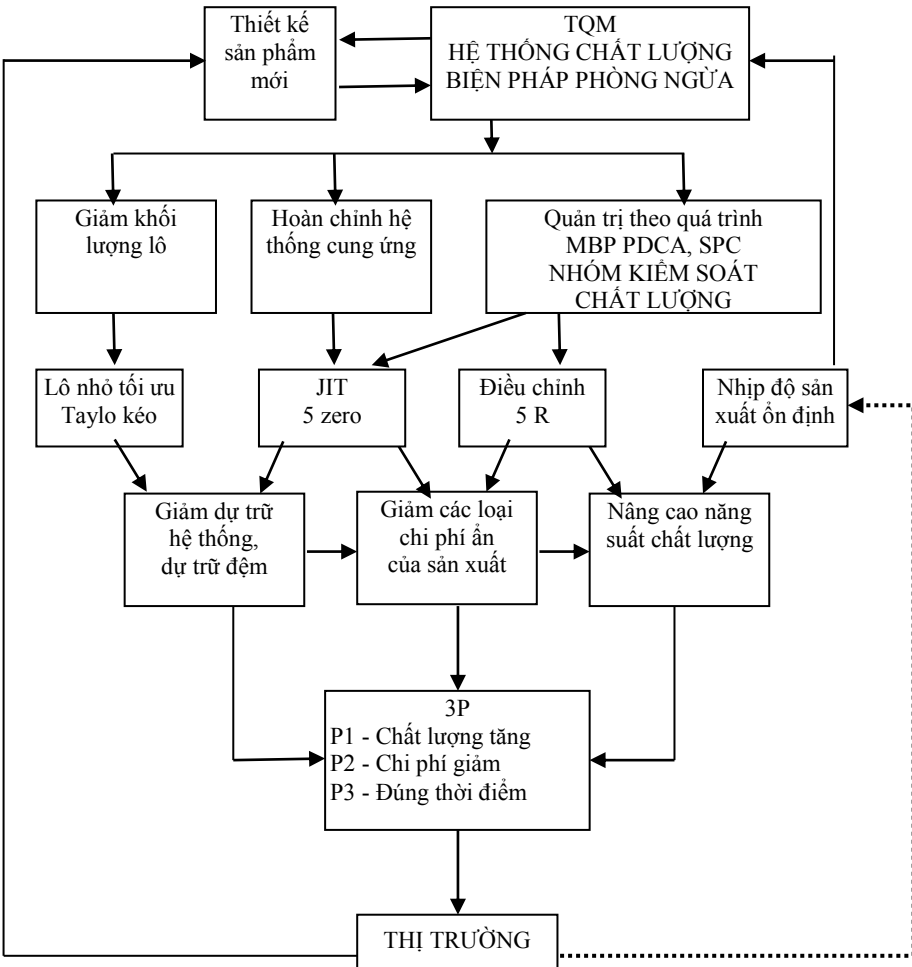 Thiết kế
sản phẩm
mới
TQM
HỆ THỐNG CHẤT LƯỢNG
BIỆN PHÁP PHÒNG NGỪA
Giảm khối
lượng lô
Hoàn chỉnh hệ
thống cung ứng
Quản trị theo quá trình
MBP PDCA, SPC
NHÓM KIỂM SOÁT
CHẤT LƯỢNG
Lô nhỏ tối ưu
Taylo kéo
JIT
5 zero
Điều chỉnh
5 R
Nhịp độ sản
xuất ổn định
Giảm dự trữ
hệ thống,
dự trữ đệm
Giảm các loại
chi phí ẩn
của sản xuất
Nâng cao năng
suất chất lượng
3P
P1 - Chất lượng tăng
P2 - Chi phí giảm
P3 - Đúng thời điểm
THỊ TRƯỜNG